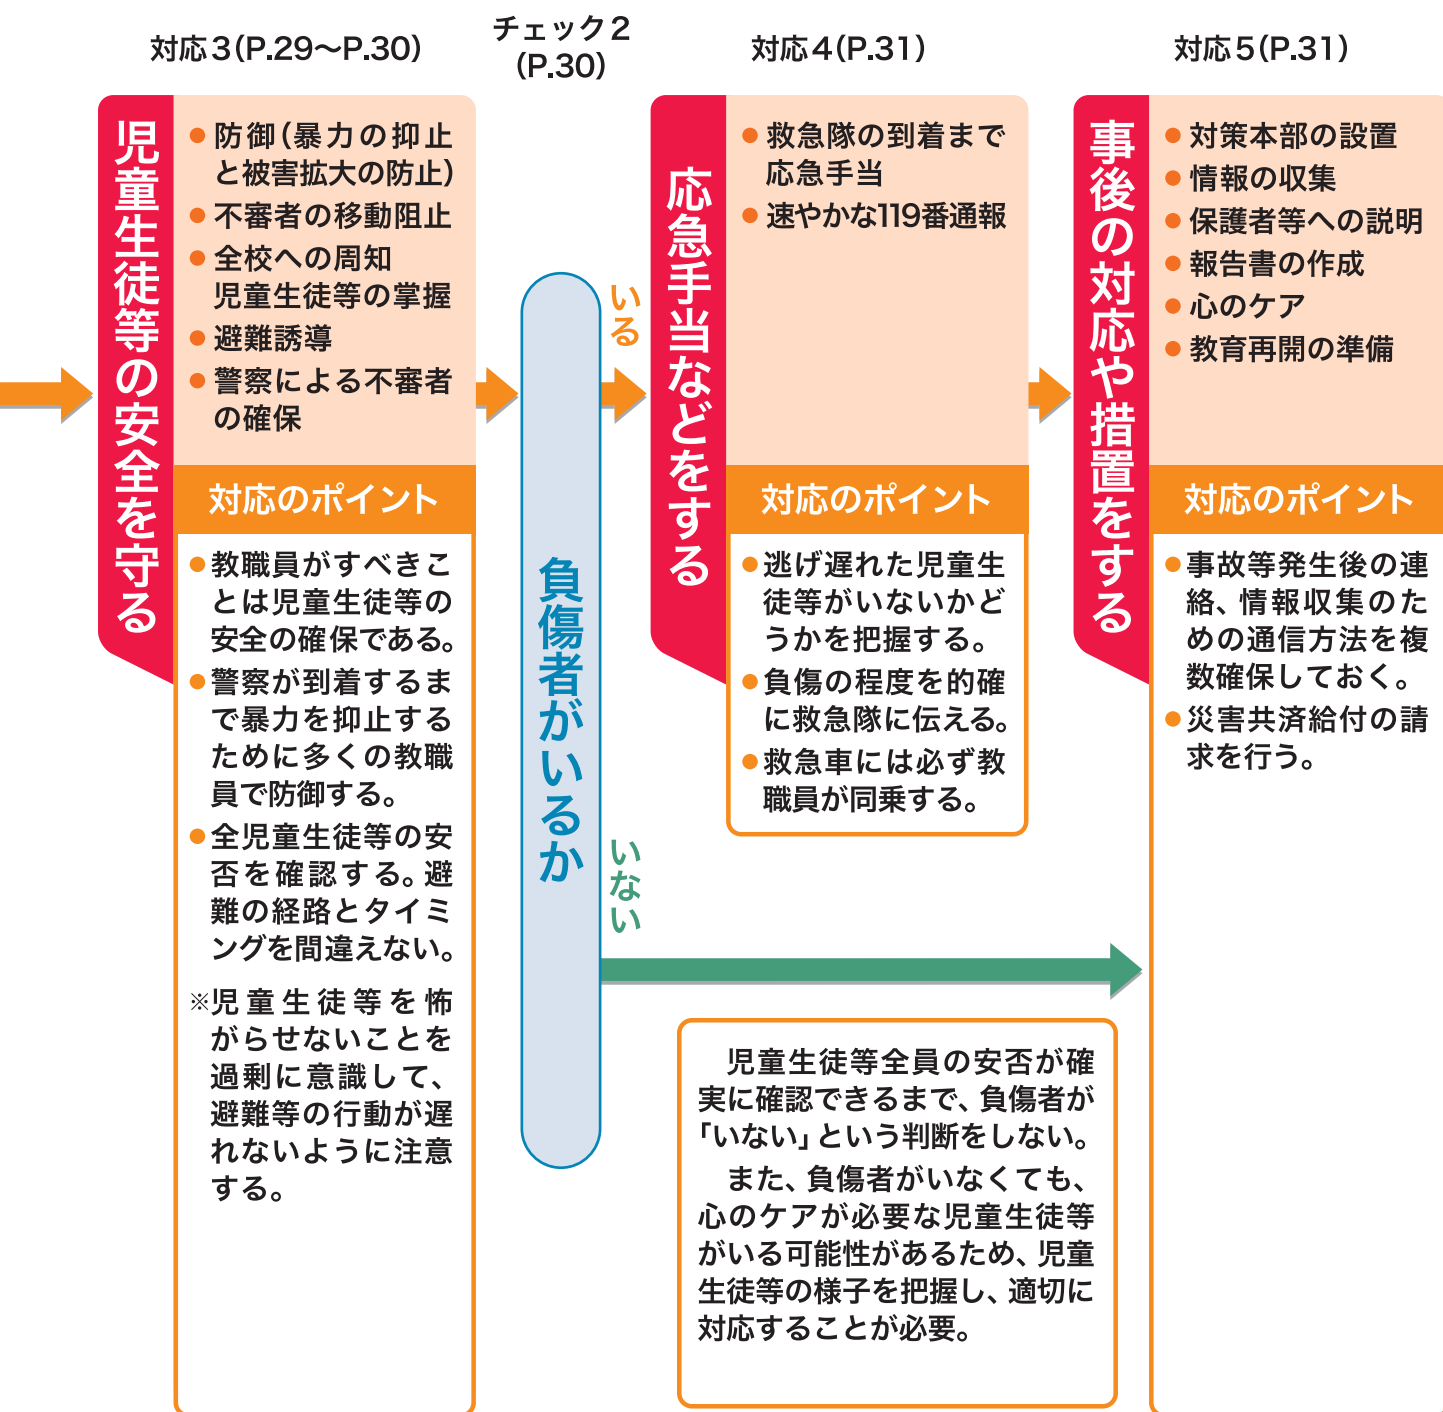 対応3(P.29～P.30)
児童生徒等の安全を守る
●防御(暴力の抑止
と被害拡大の防止)
●不審者の移動阻止
●全校への周知
児童生徒等の掌握
●避難誘導
●警察による不審者
の確保
対応のポイント
●教職員がすべきこ
とは児童生徒等の
安全の確保である。
●警察が到着するま
で暴力を抑止する
ために多くの教職
員で防御する。
●全児童生徒等の安
否を確認する。避
難の経路とタイミ
ングを間違えない。
※児童生徒等を怖
がらせないことを
過剰に意識して、
避難等の行動が遅
れないように注意
する。
チェック2
(P.30)
負傷者がいるか
いる
いない
対応4(P.31)
応急手当などをする
●救急隊の到着まで
応急手当
●速やかな119番通報
対応のポイント
●逃げ遅れた児童生
徒等がいないかど
うかを把握する。
●負傷の程度を的確
に救急隊に伝える。
●救急車には必ず教
職員が同乗する。
児童生徒等全員の安否が確
実に確認できるまで、負傷者が
「いない」という判断をしない。
また、負傷者がいなくても、
心のケアが必要な児童生徒等
がいる可能性があるため、児童
生徒等の様子を把握し、適切に
対応することが必要。
対応5(P.31)
事後の対応や措置をする
●対策本部の設置
●情報の収集
●保護者等への説明
●報告書の作成
●心のケア
●教育再開の準備
対応のポイント
●事故等発生後の連
絡、情報収集のた
めの通信方法を複
数確保しておく。
●災害共済給付の請
求を行う。